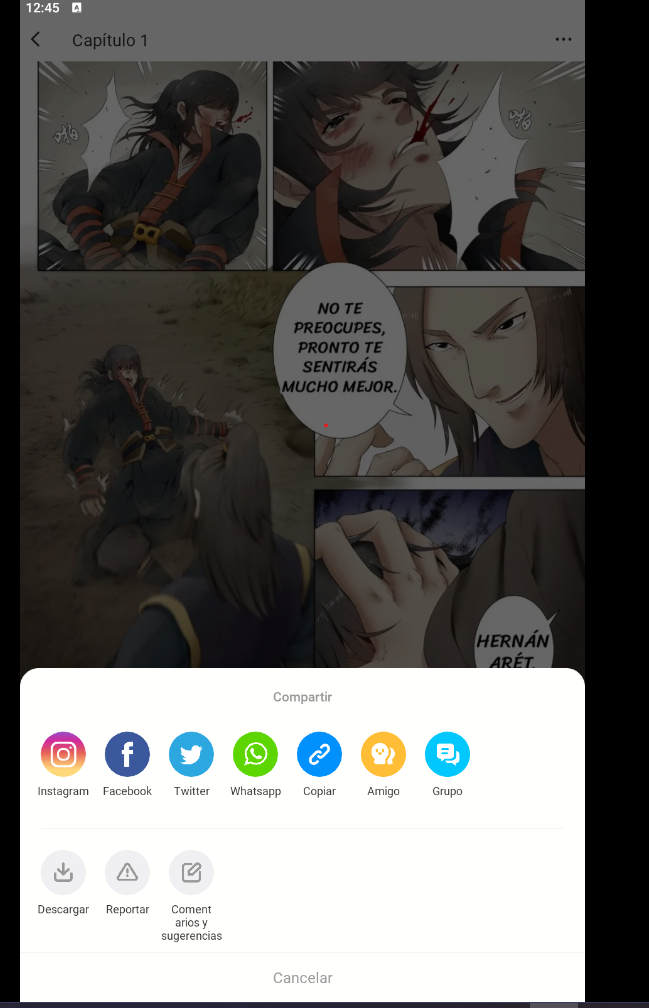 12:45
Capítulo 1
NO TE
PREOCUPES,
PRONTO TE
SENTIRÁS
MUCHO MEJOR.
HERNÁN
ARÉT.
Compartir
Instagram
Facebook
Twitter
Whatsapp
Copiar
Amigo
Grupo
Descargar
Reportar
Coment
arios y
sugerencias
Cancelar